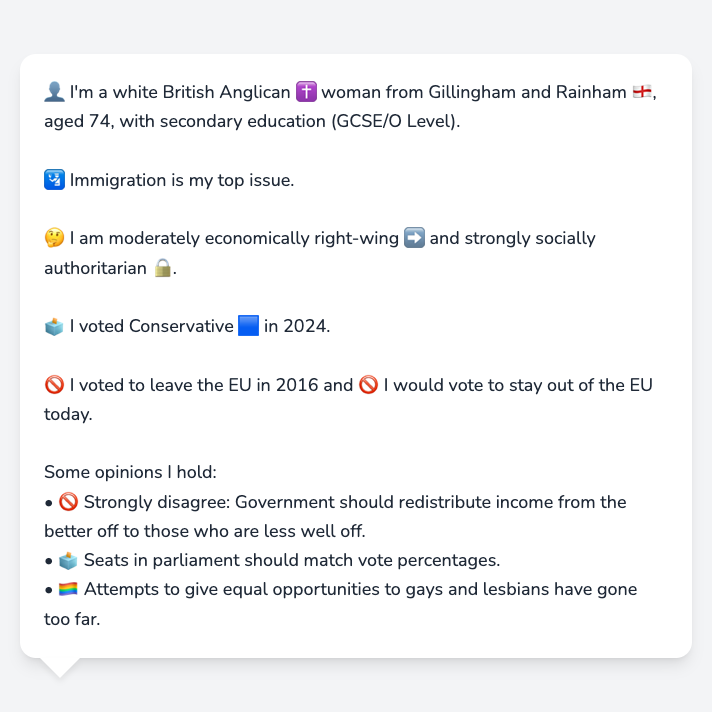 👤 I'm a white British Anglican ✝️ woman from Gillingham and Rainham 🏴󠁧󠁢󠁥󠁮󠁧󠁿,
aged 74, with secondary education (GCSE/O Level).
🛂 Immigration is my top issue.
🤔 I am moderately economically right-wing ➡️ and strongly socially
authoritarian 🔒.
🗳️ I voted Conservative 🟦 in 2024.
🚫 I voted to leave the EU in 2016 and 🚫 I would vote to stay out of the EU
today.
Some opinions I hold:
• 🚫 Strongly disagree: Government should redistribute income from the
better off to those who are less well off.
• 🗳️ Seats in parliament should match vote percentages.
• 🏳️‍🌈 Attempts to give equal opportunities to gays and lesbians have gone
too far.